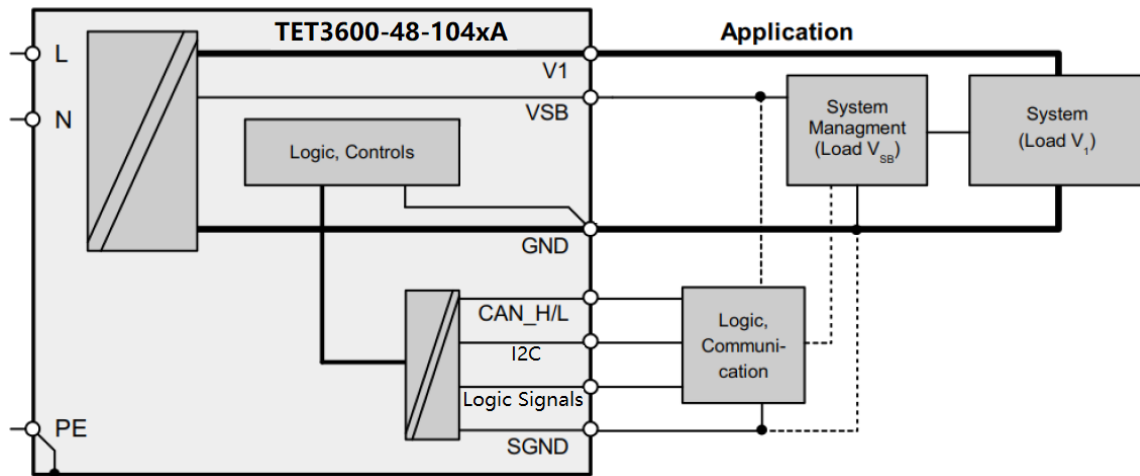 TET3600-48-104xA
Application
L
V1
VSB
N
Logic, Controls
System
Managment
(Load VSB)
System
(Load V1)
GND
CAN_H/L
I2C
Logic Signals
SGND
Logic,
Communi-
cation
PE